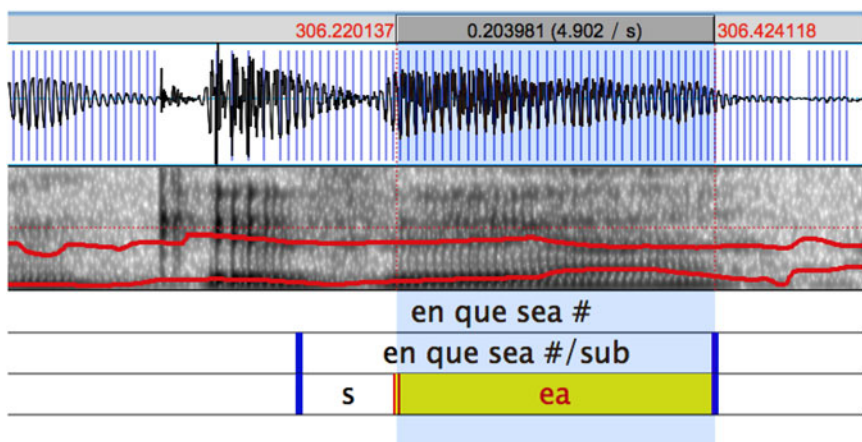 306.220137 0.203981 (4.902 / s) 306.424118
en que sea #
en que sea #/sub
s ea